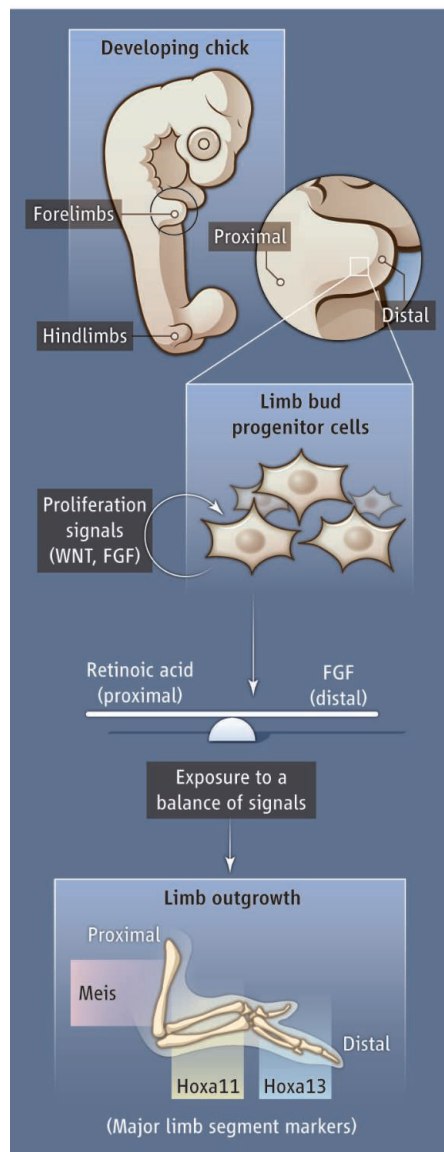 Developing chick
Forelimbs
Proximal
Distal
Hindlimbs
Limb bud
progenitor cells
Proliferation
signals
(WNT, FGF)
Retinoic acid
(proximal)
FGF
(distal)
Exposure to a
balance of signals
Limb outgrowth
Proximal
Meis
Distal
Hoxa11
Hoxa13
(Major limb segment markers)